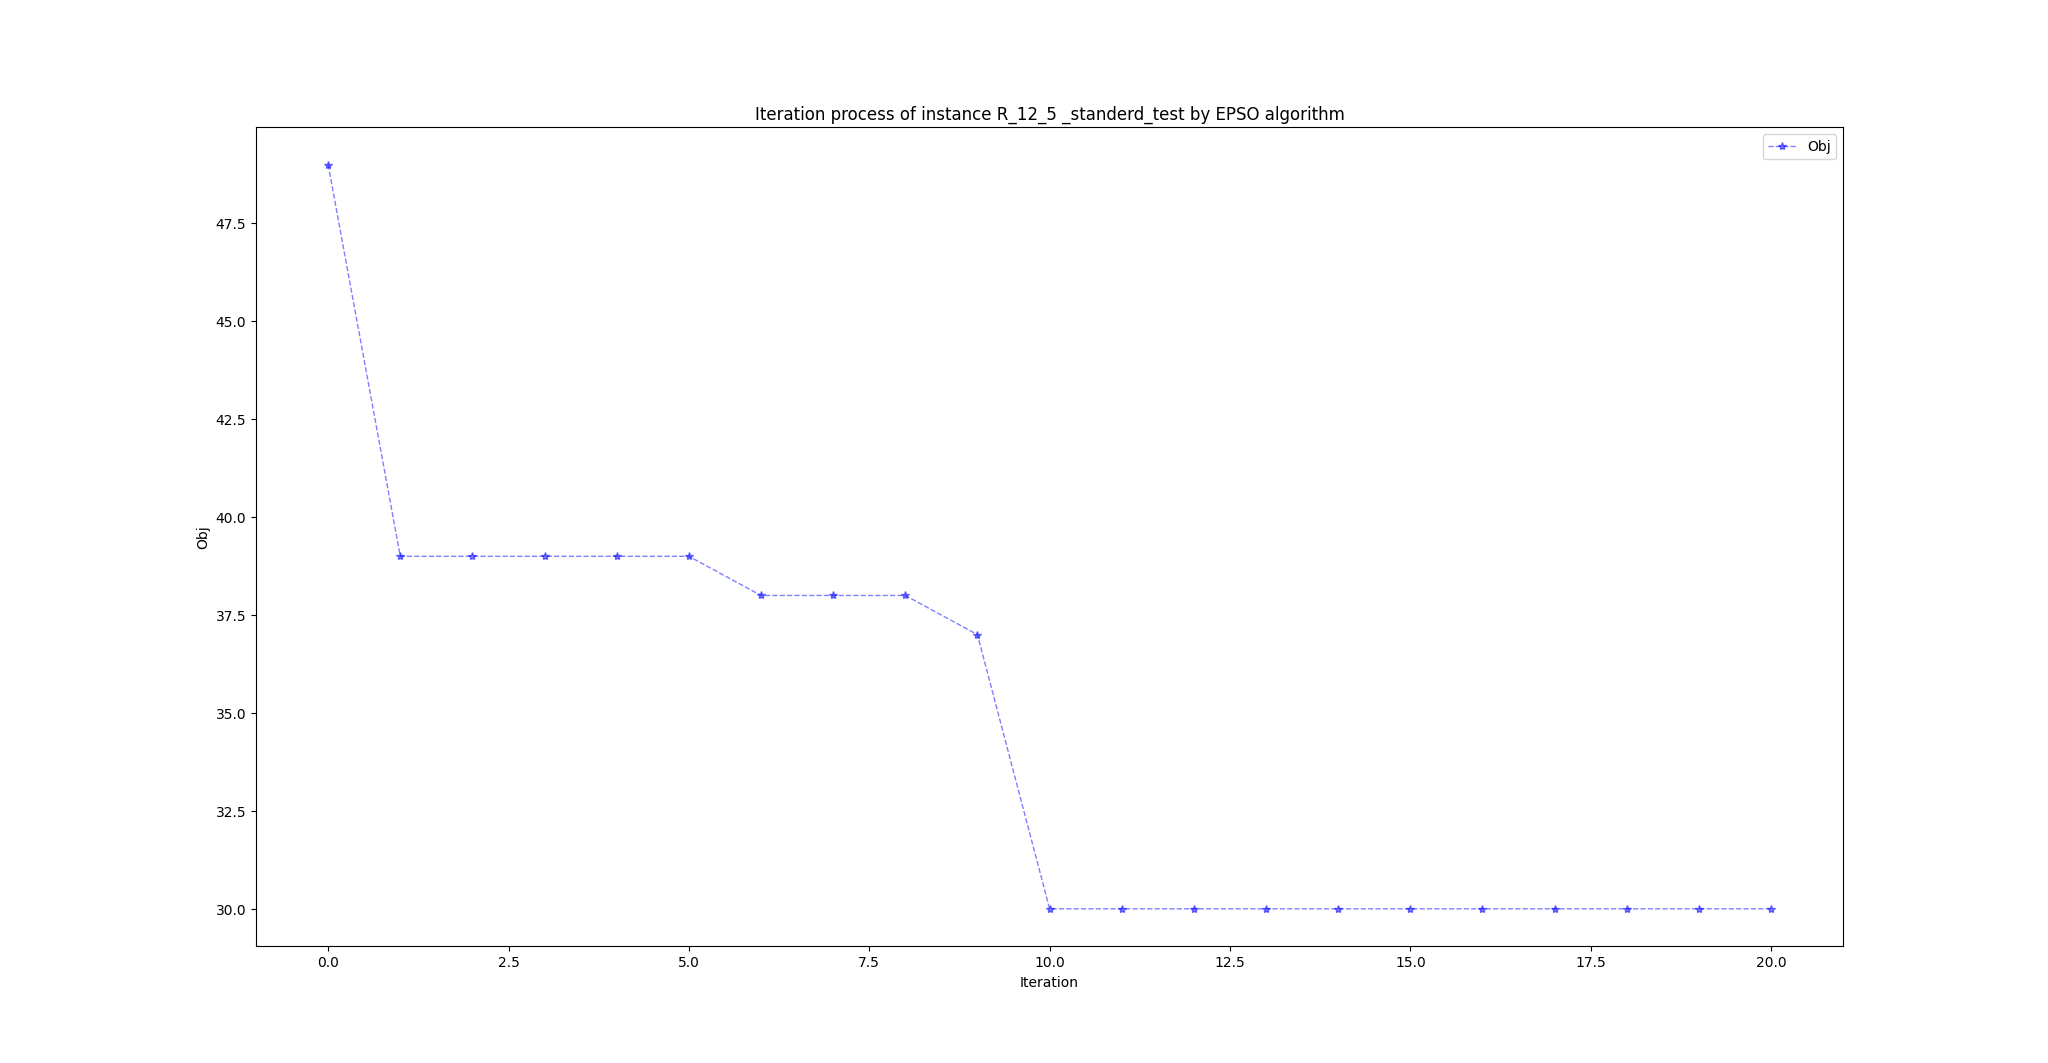 Iteration process of instance R_12_5 _standerd_test by EPSO algorithm
Obj
47.5
45.0
42.5
40.0
37.5
35.0
32.5
30.0
Obj
0.0 2.5 5.0 7.5 10.0 12.5 15.0 17.5 20.0
Iteration